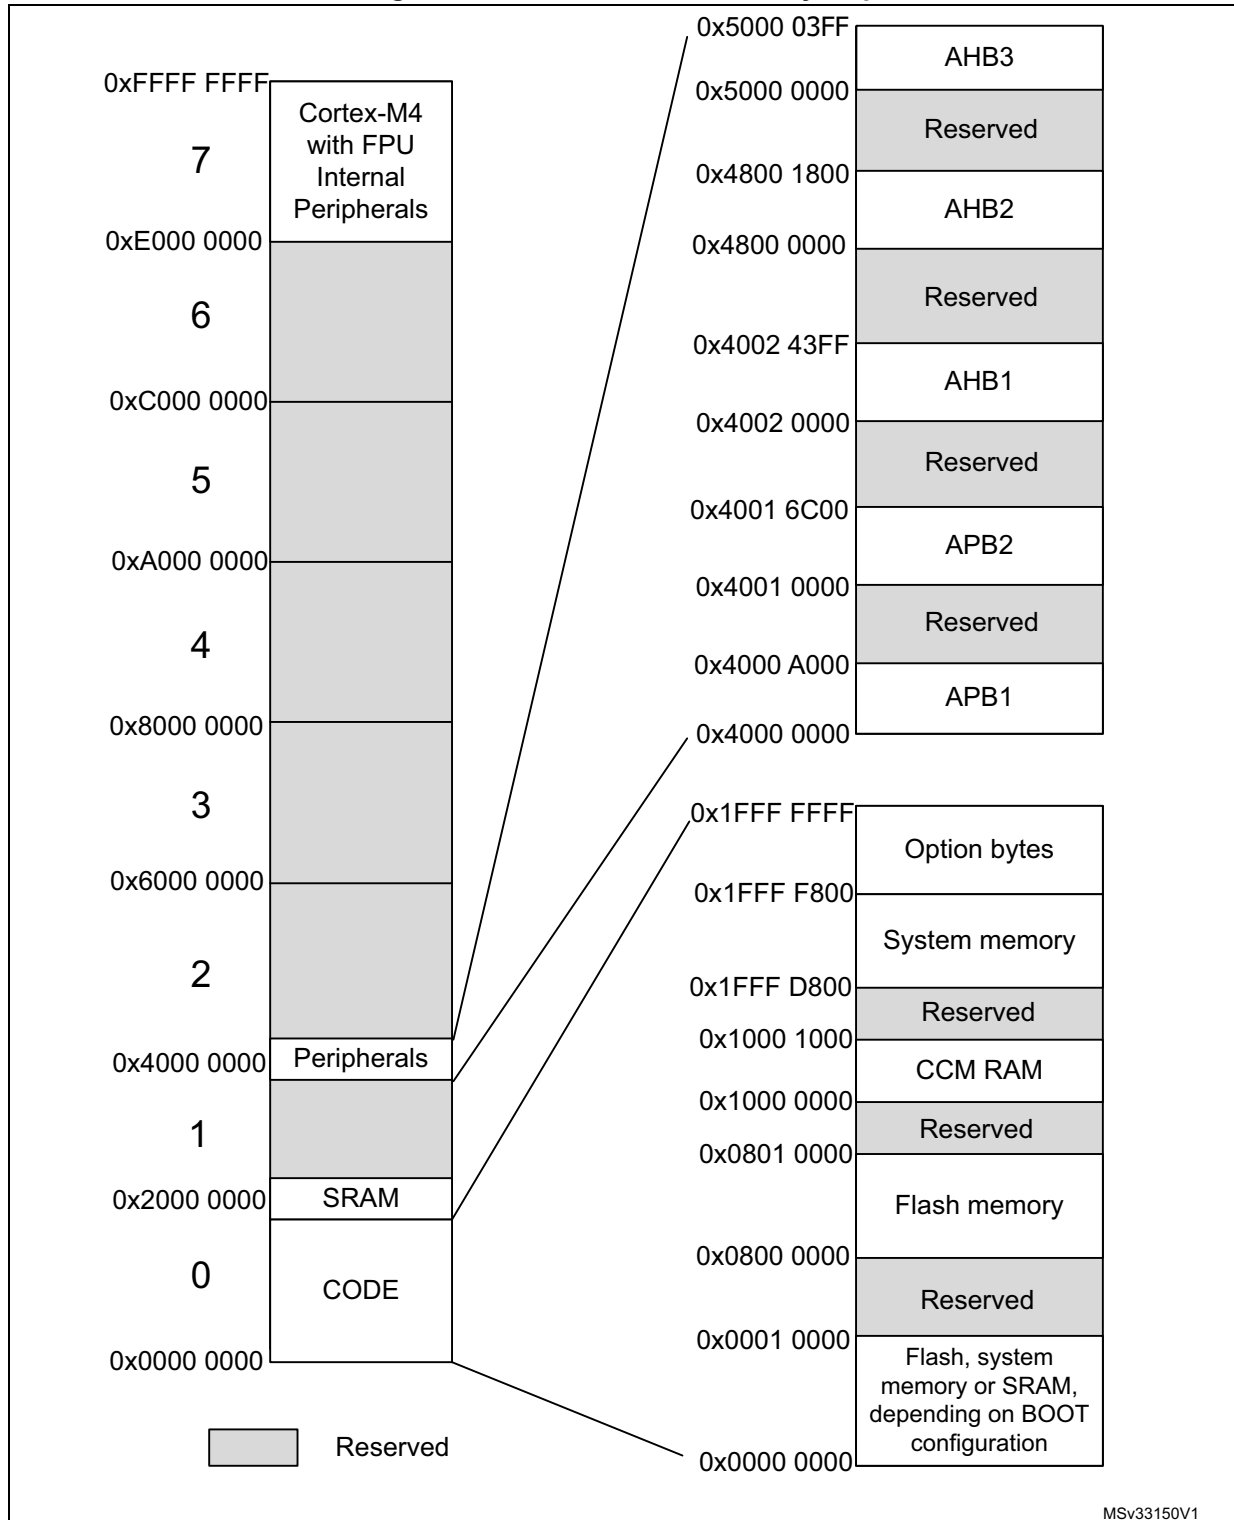 0xFFFF FFFF
Cortex-M4
with FPU
Internal
Peripherals
7
0xE000 0000
6
0xC000 0000
5
0xA000 0000
4
0x8000 0000
3
0x6000 0000
2
0x4000 0000
Peripherals
1
0x2000 0000
SRAM
0
CODE
0x0000 0000
Reserved
0x5000 03FF
AHB3
0x5000 0000
Reserved
0x4800 1800
AHB2
0x4800 0000
Reserved
0x4002 43FF
AHB1
0x4002 0000
Reserved
0x4001 6C00
APB2
0x4001 0000
Reserved
0x4000 A000
APB1
0x4000 0000
0x1FFF FFFF
Option bytes
0x1FFF F800
System memory
0x1FFF D800
Reserved
0x1000 1000
CCM RAM
0x1000 0000
Reserved
0x0801 0000
Flash memory
0x0800 0000
Reserved
0x0001 0000
Flash, system
memory or SRAM,
depending on BOOT
configuration
0x0000 0000
MSv33150V1